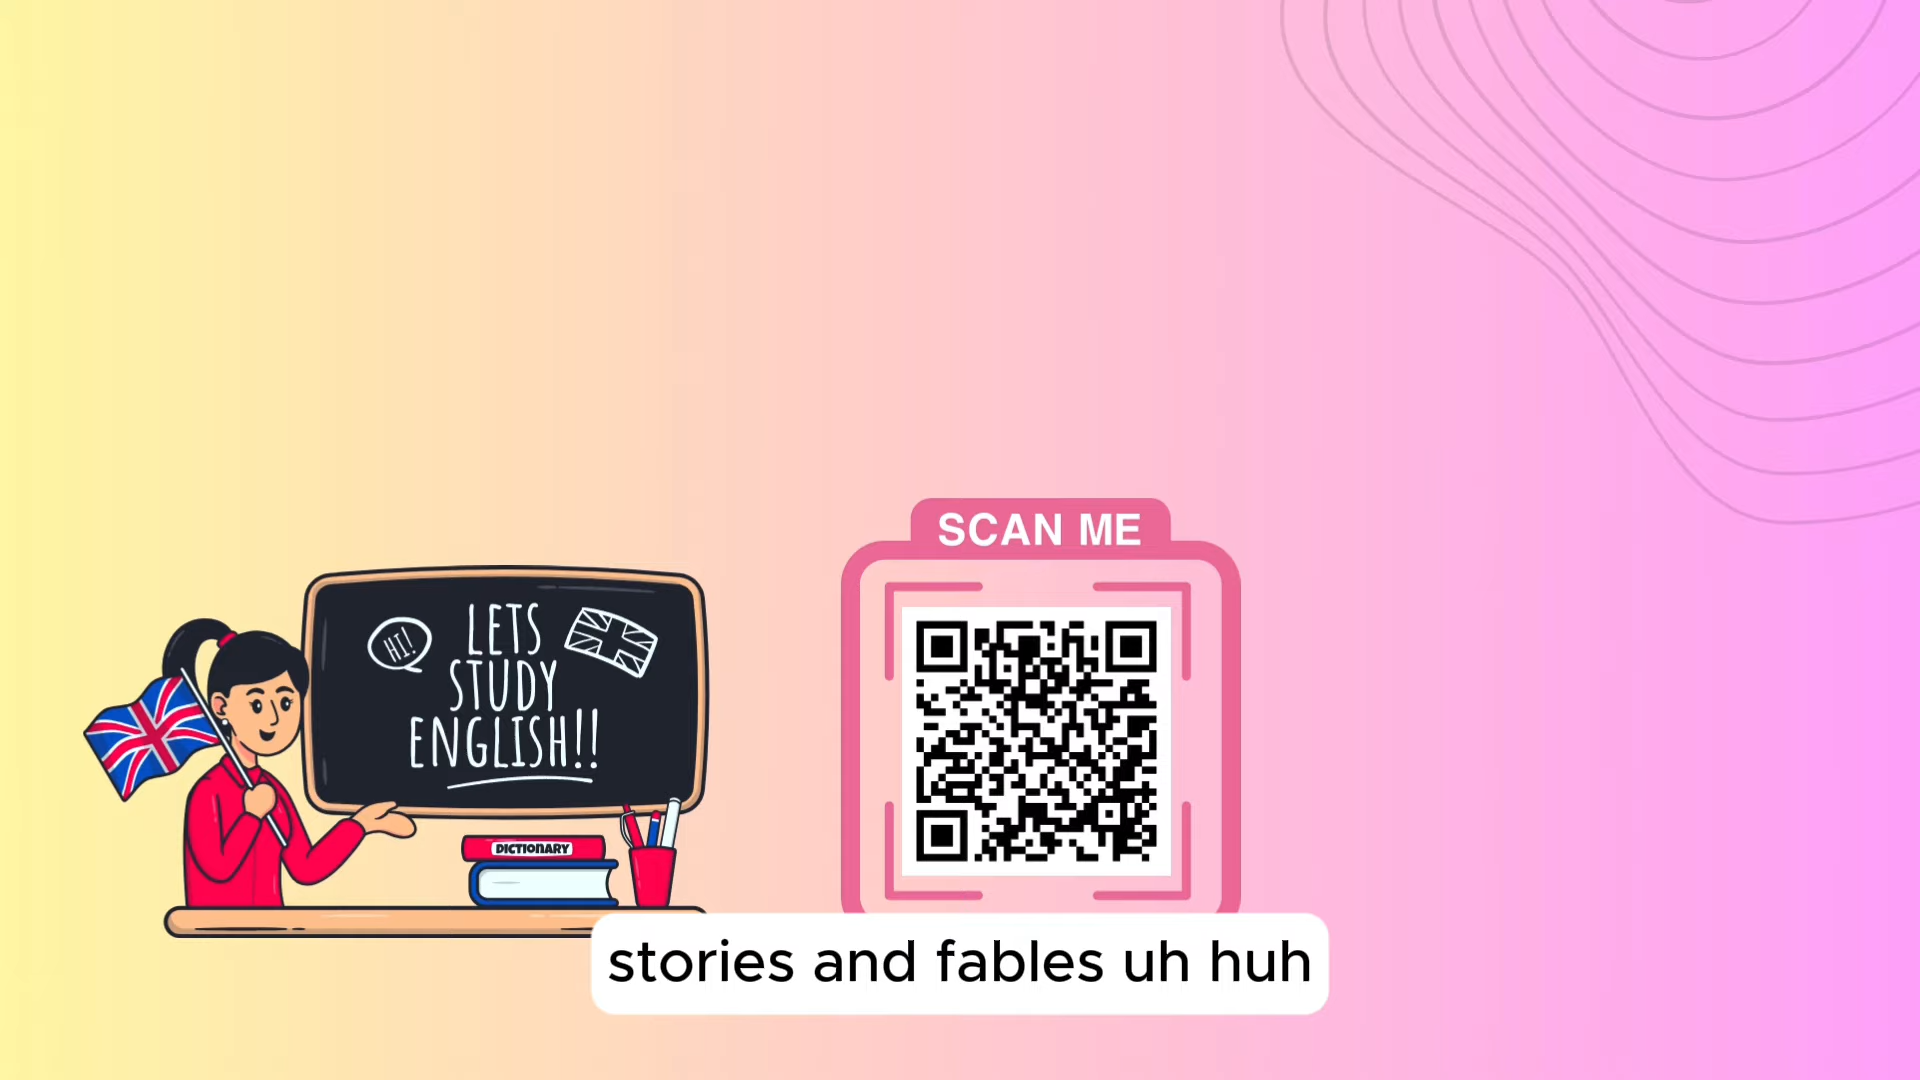 SCAN ME
HI!
LETS
STUDY
ENGLISH!!
DICTIONARY
stories and fables uh huh